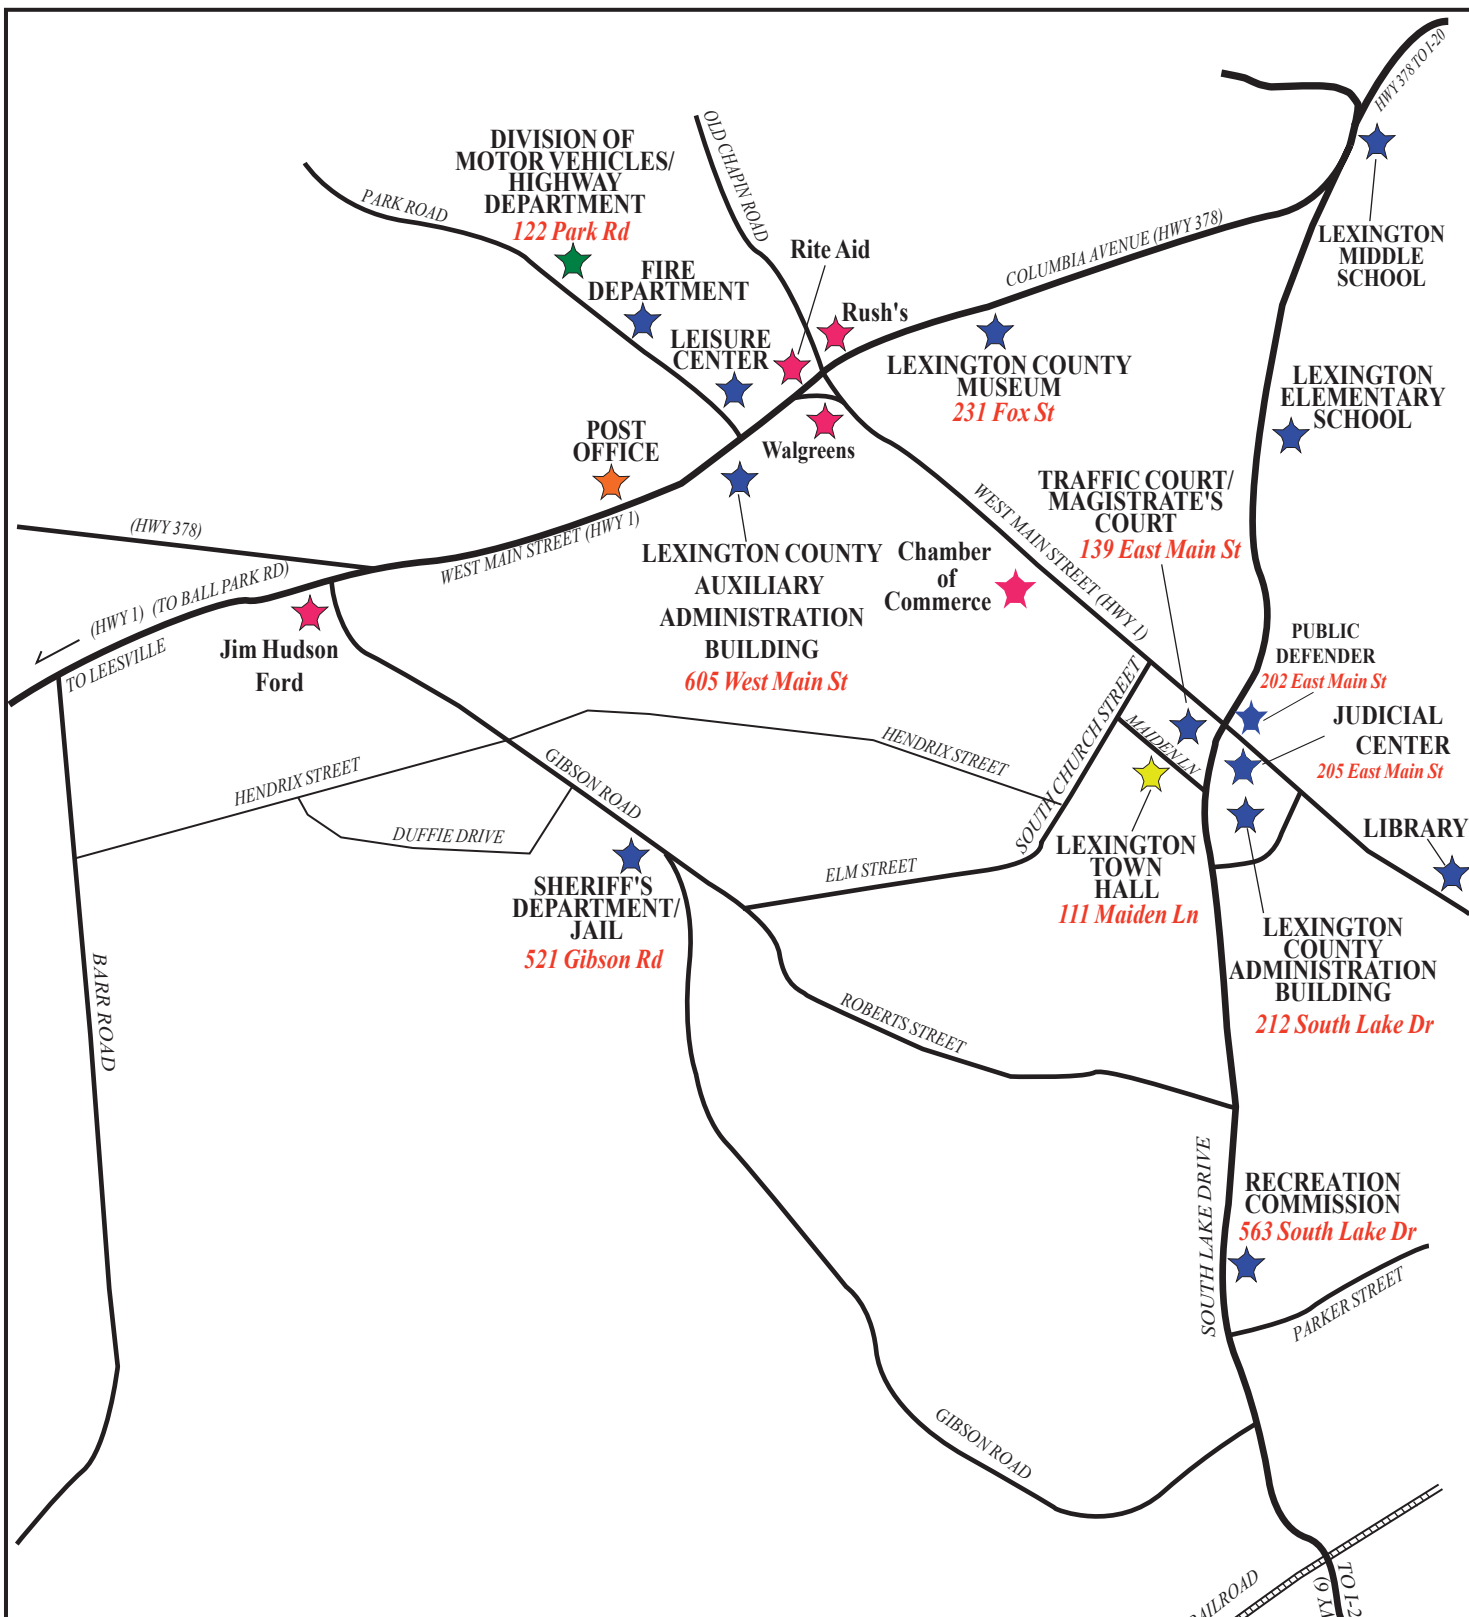 HWY 378 TO I-20
OLD CHAPIN ROAD
DIVISION OF
MOTOR VEHICLES/
HIGHWAY
DEPARTMENT
122 Park Rd
PARK ROAD
COLUMBIA AVENUE (HWY 378)
LEXINGTON
MIDDLE
SCHOOL
Rite Aid
FIRE
DEPARTMENT
Rush's
LEISURE
CENTER
LEXINGTON COUNTY
MUSEUM
231 Fox St
LEXINGTON
ELEMENTARY
SCHOOL
POST
OFFICE
Walgreens
TRAFFIC COURT/
MAGISTRATE'S
COURT
139 East Main St
WEST MAIN STREET (HWY 1)
(HWY 378)
WEST MAIN STREET (HWY 1)
LEXINGTON COUNTY
AUXILIARY
ADMINISTRATION
BUILDING
605 West Main St
Chamber
of
Commerce
(HWY 1) (TO BALL PARK RD)
TO LEESVILLE
Jim Hudson
Ford
PUBLIC
DEFENDER
202 East Main St
JUDICIAL
CENTER
205 East Main St
SOUTH CHURCH STREET
MAIDEN LN
HENDRIX STREET
HENDRIX STREET
GIBSON ROAD
DUFFIE DRIVE
ELM STREET
LEXINGTON
TOWN
HALL
111 Maiden Ln
LIBRARY
SHERIFF'S
DEPARTMENT/
JAIL
521 Gibson Rd
LEXINGTON
COUNTY
ADMINISTRATION
BUILDING
212 South Lake Dr
BARR ROAD
ROBERTS STREET
SOUTH LAKE DRIVE
RECREATION
COMMISSION
563 South Lake Dr
PARKER STREET
GIBSON ROAD